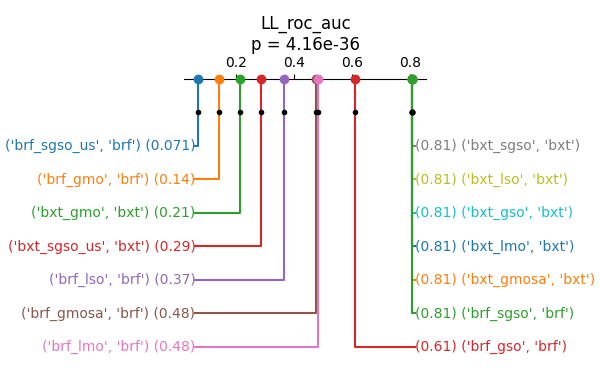 LL_roc_auc
p = 4.16e-36
0.2 0.4 0.6 0.8
('brf_sgso_us', 'brf') (0.071) (0.81) ('bxt_sgso', 'bxt')
('brf_gmo', 'brf') (0.14) (0.81) ('bxt_lso', 'bxt')
('bxt_gmo', 'bxt') (0.21) (0.81) ('bxt_gso', 'bxt')
('bxt_sgso_us', 'bxt') (0.29) (0.81) ('bxt_lmo', 'bxt')
('brf_lso', 'brf') (0.37) (0.81) ('bxt_gmosa', 'bxt')
('brf_gmosa', 'brf') (0.48) (0.81) ('brf_sgso', 'brf')
('brf_lmo', 'brf') (0.48) (0.61) ('brf_gso', 'brf')